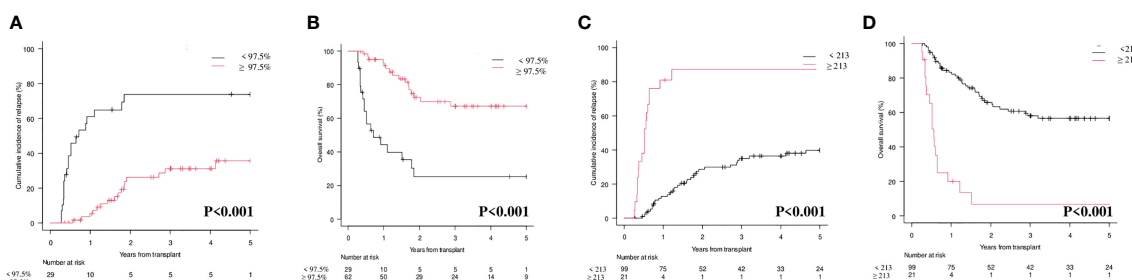 A
B
C
D
< 97.5%
≥ 97.5%
< 97.5%
≥ 97.5%
< 213
≥ 213
< 21
≥ 21
Cumulative incidence of relapse (%)
100
80
60
40
20
0
P<0.001
0 1 2 3 4 5
Years from transplant
Number at risk
< 97.5% 29 10 5 5 5 1
Overall survival (%)
100
80
60
40
20
0
P<0.001
0 1 2 3 4 5
Years from transplant
Number at risk
< 97.5% 29 10 5 5 5 1
≥ 97.5% 62 50 29 24 14 9
Cumulative incidence of relapse (%)
100
80
60
40
20
0
P<0.001
0 1 2 3 4 5
Years from transplant
Number at risk
< 213 99 75 52 42 33 24
≥ 213 21 4 1 1 1 1
Overall survival (%)
100
80
60
40
20
0
P<0.001
0 1 2 3 4 5
Years from transplant
Number at risk
< 213 99 75 52 42 33 24
≥ 213 21 4 1 1 1 1